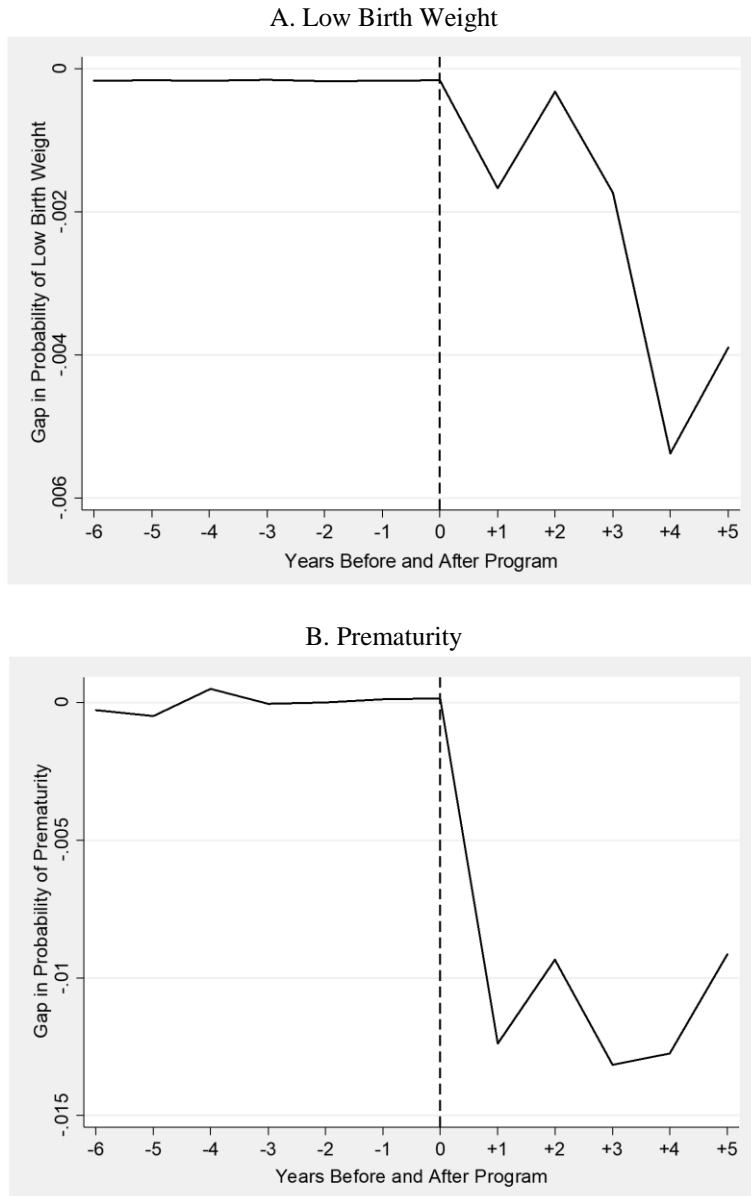 A. Low Birth Weight
Gap in Probability of Low Birth Weight
0
-.002
-.004
-.006
-6 -5 -4 -3 -2 -1 0 +1 +2 +3 +4 +5
Years Before and After Program
B. Prematurity
Gap in Probability of Prematurity
0
-.005
-.01
-.015
-6 -5 -4 -3 -2 -1 0 +1 +2 +3 +4 +5
Years Before and After Program